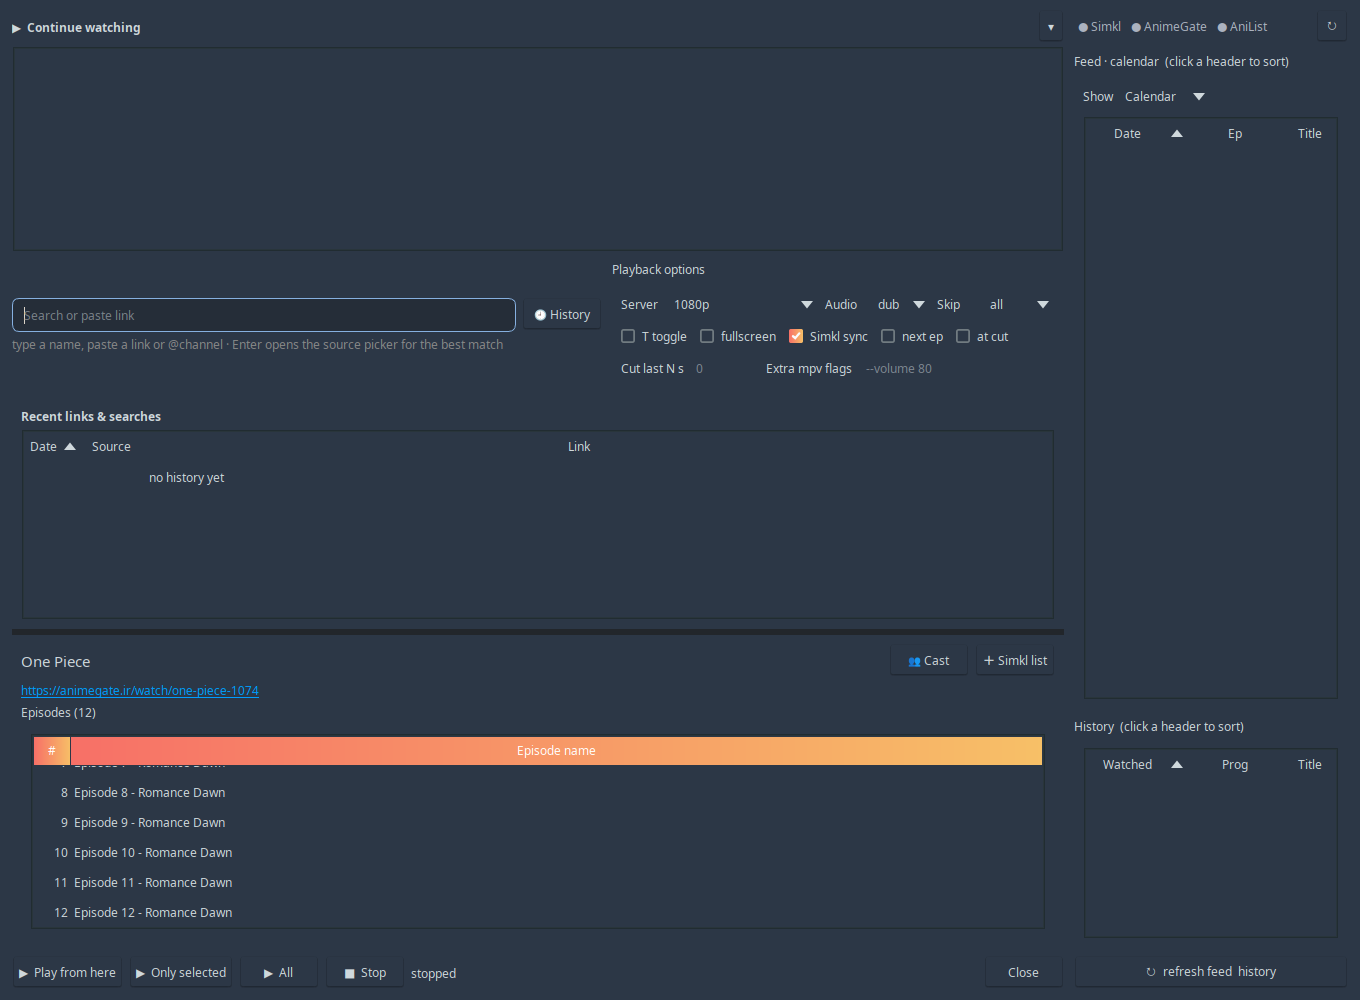 ▶ Continue watching
▼
Simkl AnimeGate AniList
Feed · calendar (click a header to sort)
Show Calendar
Date Ep Title
Playback options
Search or paste link
History
type a name, paste a link or @channel · Enter opens the source picker for the best match
Server 1080p Audio dub Skip all
T toggle fullscreen Simkl sync next ep at cut
Cut last N s 0 Extra mpv flags --volume 80
Recent links & searches
Date Source Link
no history yet
One Piece
Cast + Simkl list
https://animegate.ir/watch/one-piece-1074
Episodes (12)
# Episode name
8 Episode 8 - Romance Dawn
9 Episode 9 - Romance Dawn
10 Episode 10 - Romance Dawn
11 Episode 11 - Romance Dawn
12 Episode 12 - Romance Dawn
History (click a header to sort)
Watched Prog Title
▶ Play from here ▶ Only selected ▶ All ■ Stop stopped
Close
↻ refresh feed history